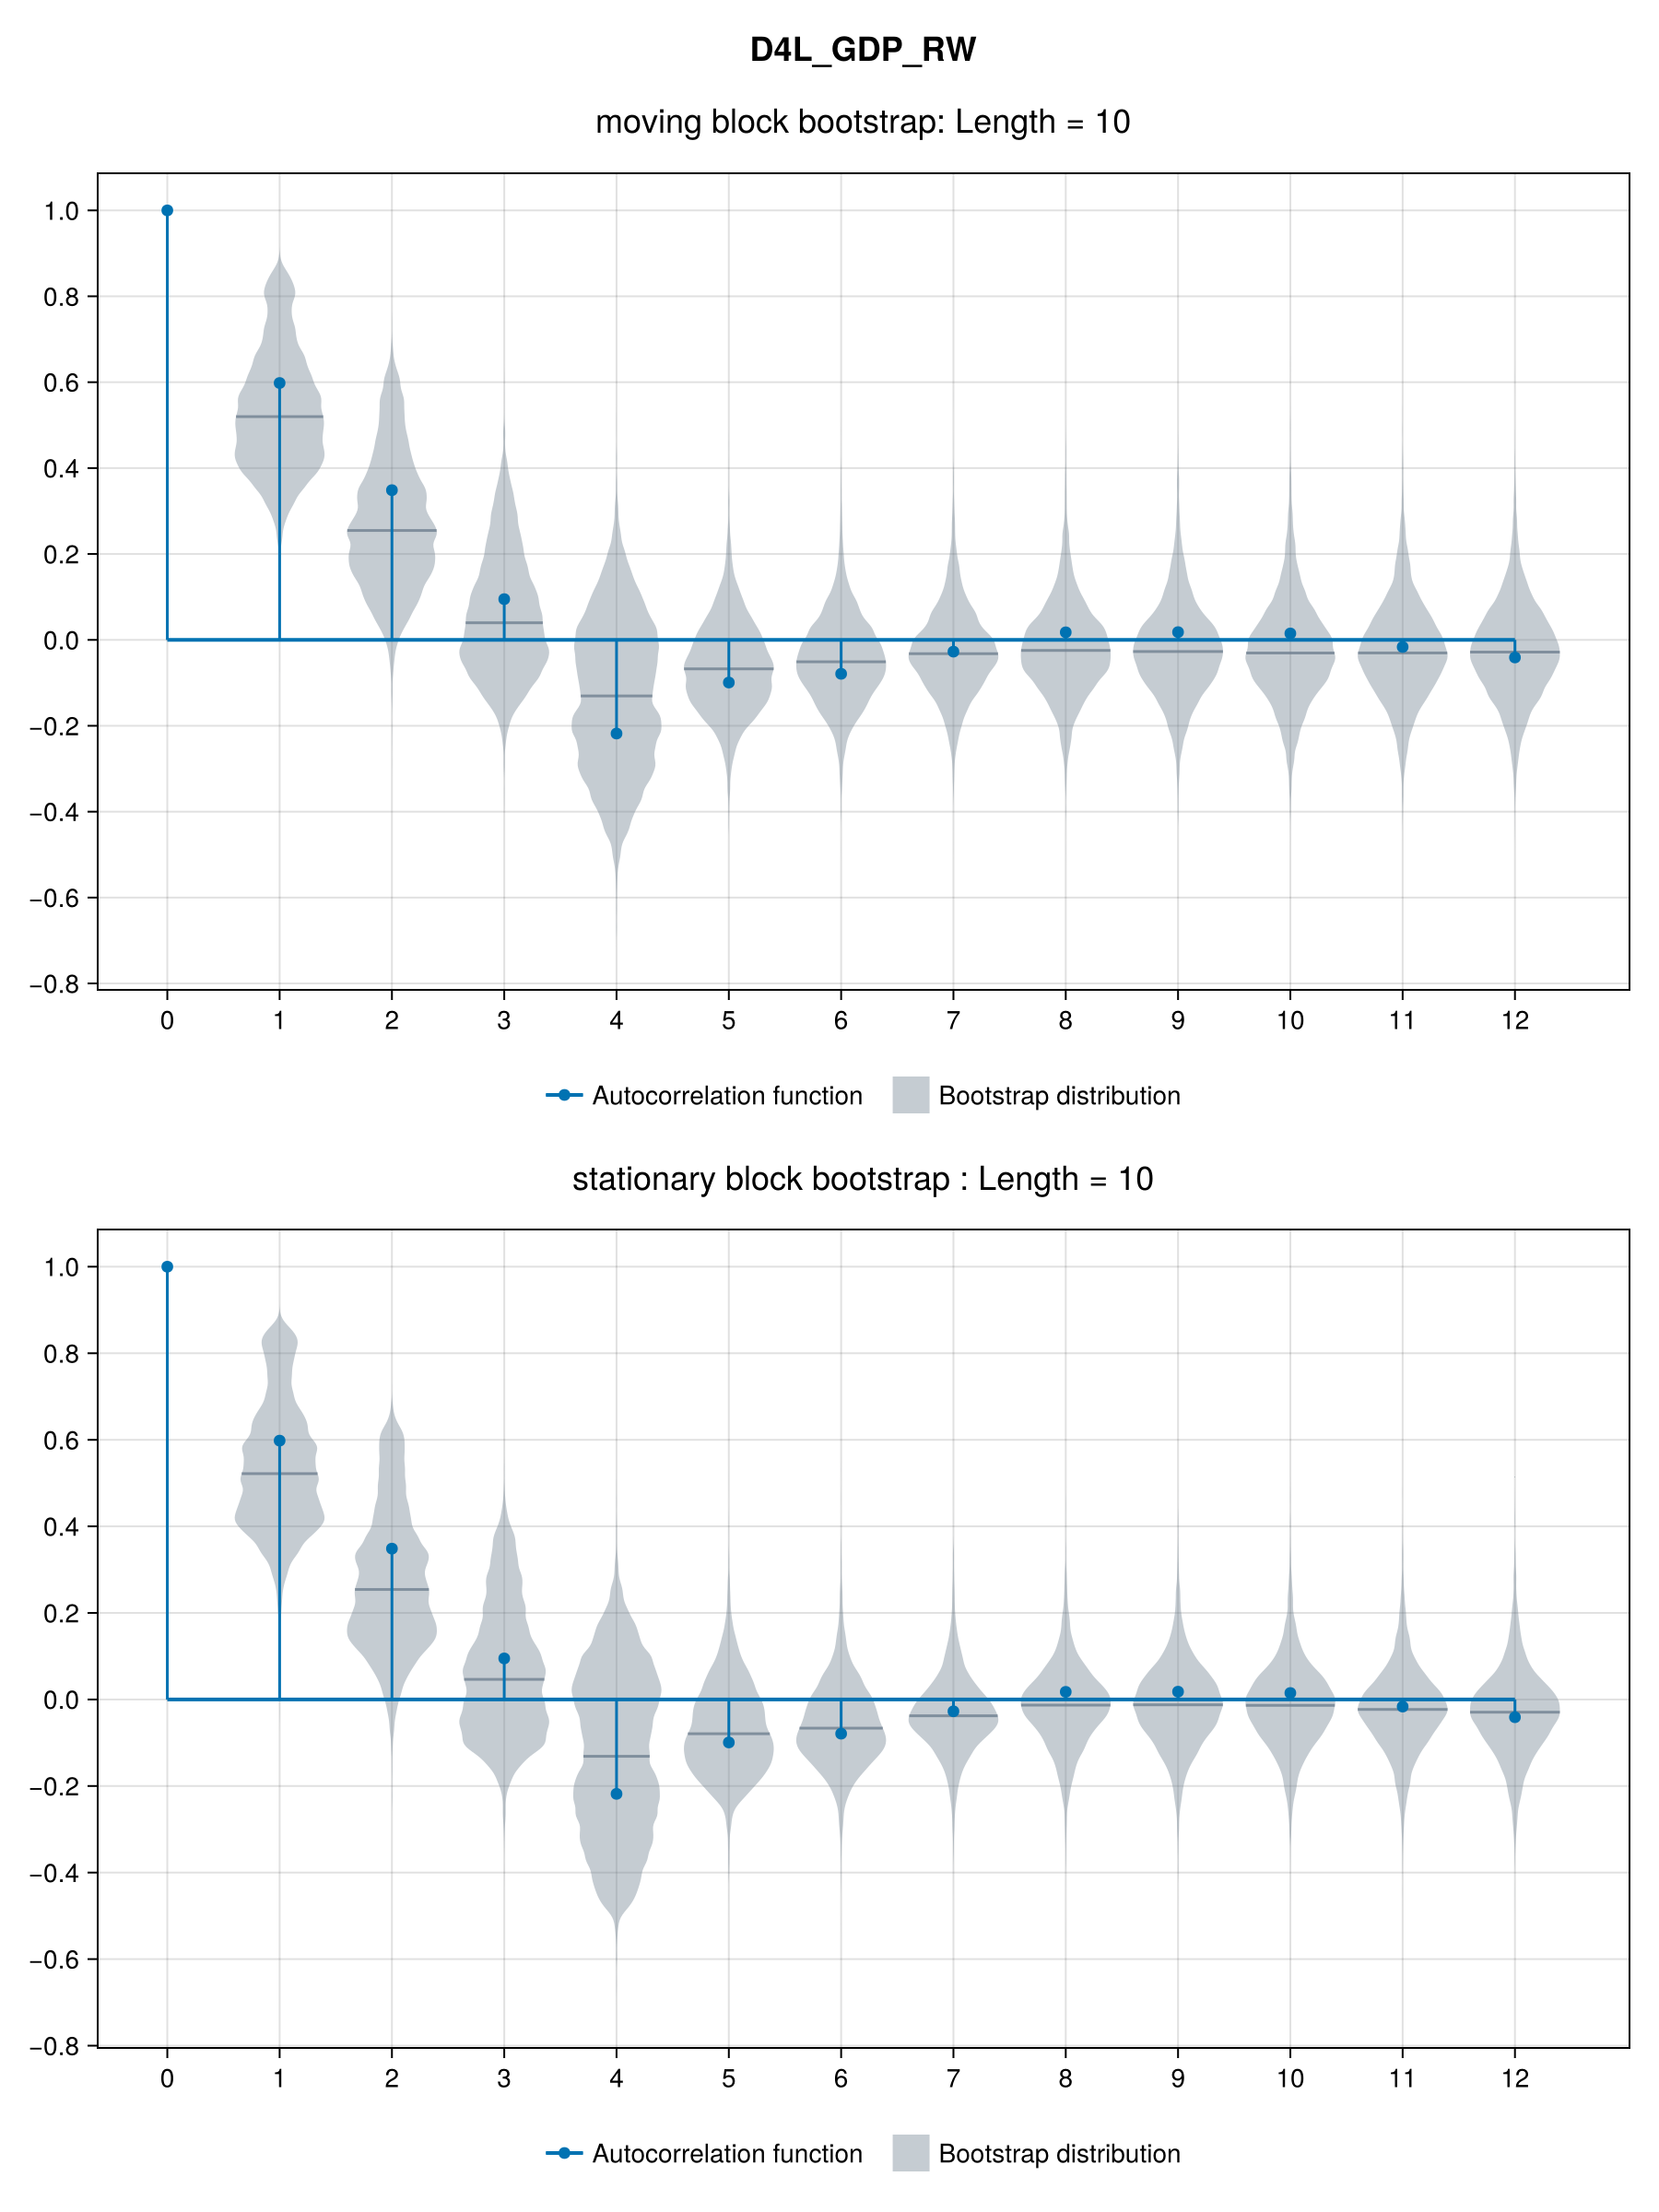 D4L_GDP_RW
moving block bootstrap: Length = 10
1.0
0.8
0.6
0.4
0.2
0.0
−0.2
−0.4
−0.6
−0.8
0 1 2 3 4 5 6 7 8 9 10 11 12
Autocorrelation function Bootstrap distribution
stationary block bootstrap : Length = 10
1.0
0.8
0.6
0.4
0.2
0.0
−0.2
−0.4
−0.6
−0.8
0 1 2 3 4 5 6 7 8 9 10 11 12
Autocorrelation function Bootstrap distribution